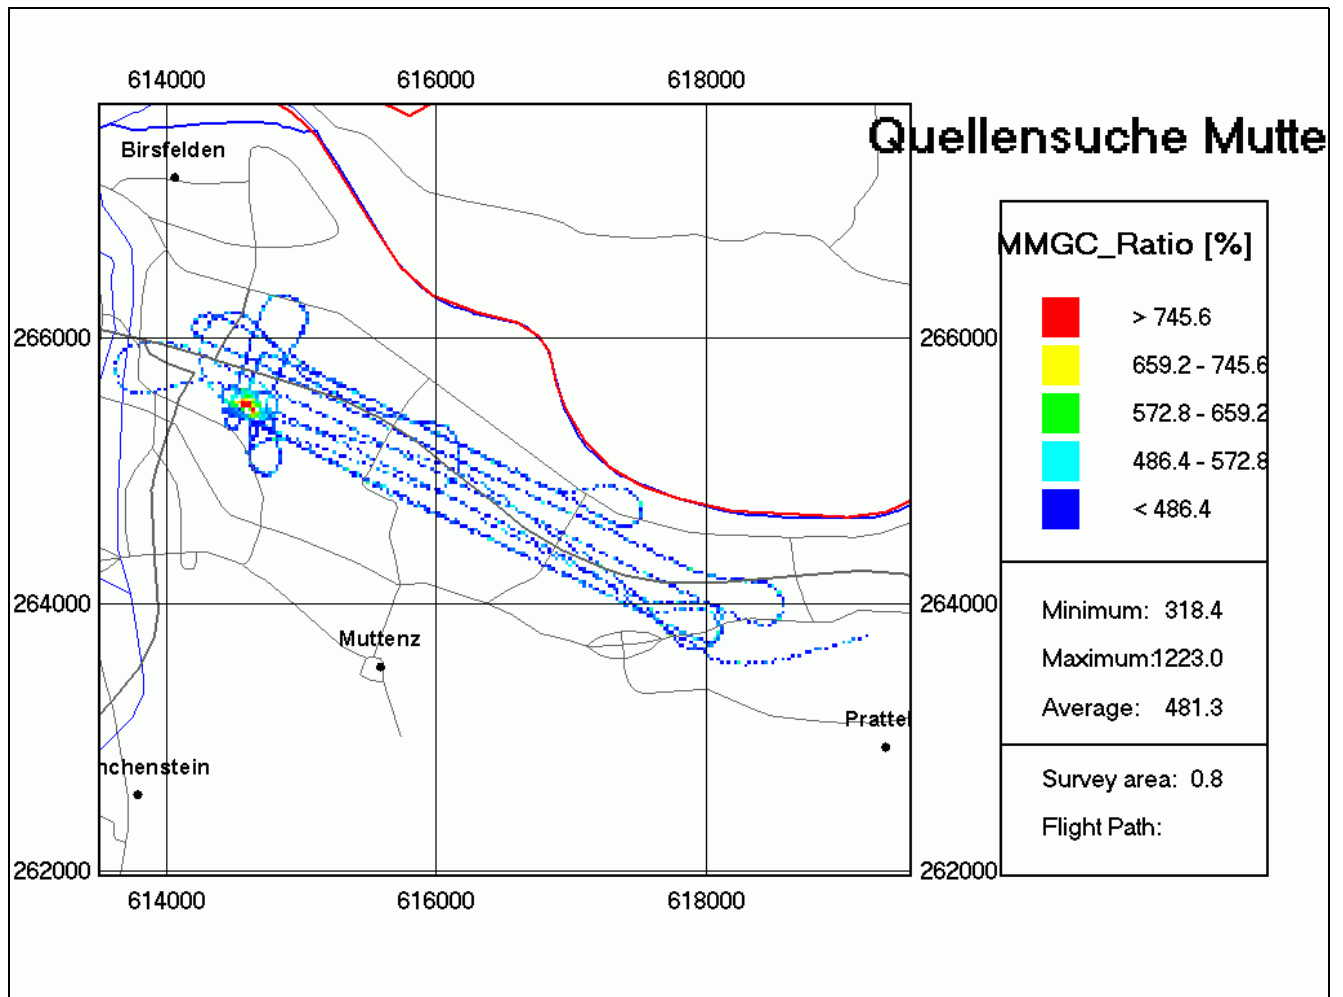 614000 616000 618000
Quellensuche Mutte
Birsfelden
MMGC_Ratio [%]
> 745.6
266000 266000
659.2 - 745.6
572.8 - 659.2
486.4 - 572.8
< 486.4
264000 264000
Minimum: 318.4
Muttenz
Maximum:1223.0
Average: 481.3
Prattel
nchenstein
Survey area: 0.8
Flight Path:
262000 262000
614000 616000 618000